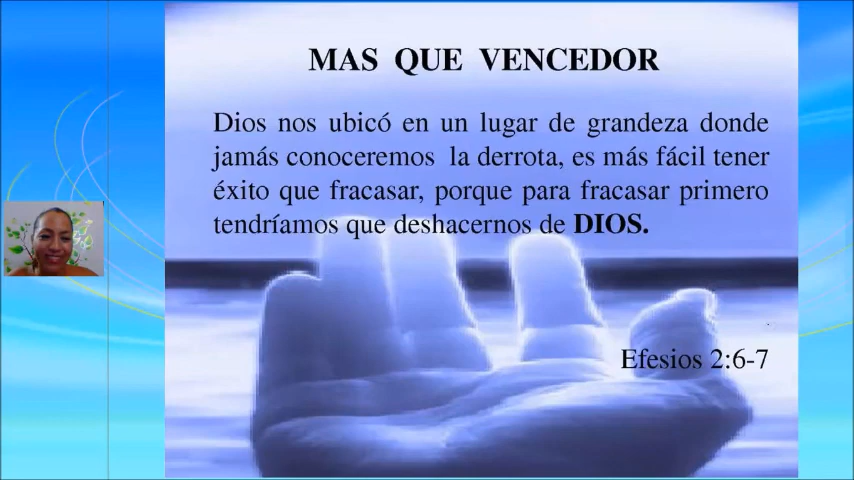 MAS QUE VENCEDOR
Dios nos ubicó en un lugar de grandeza donde
jamás conoceremos la derrota, es más fácil tener
éxito que fracasar, porque para fracasar primero
tendríamos que deshacernos de DIOS.
Efesios 2:6-7